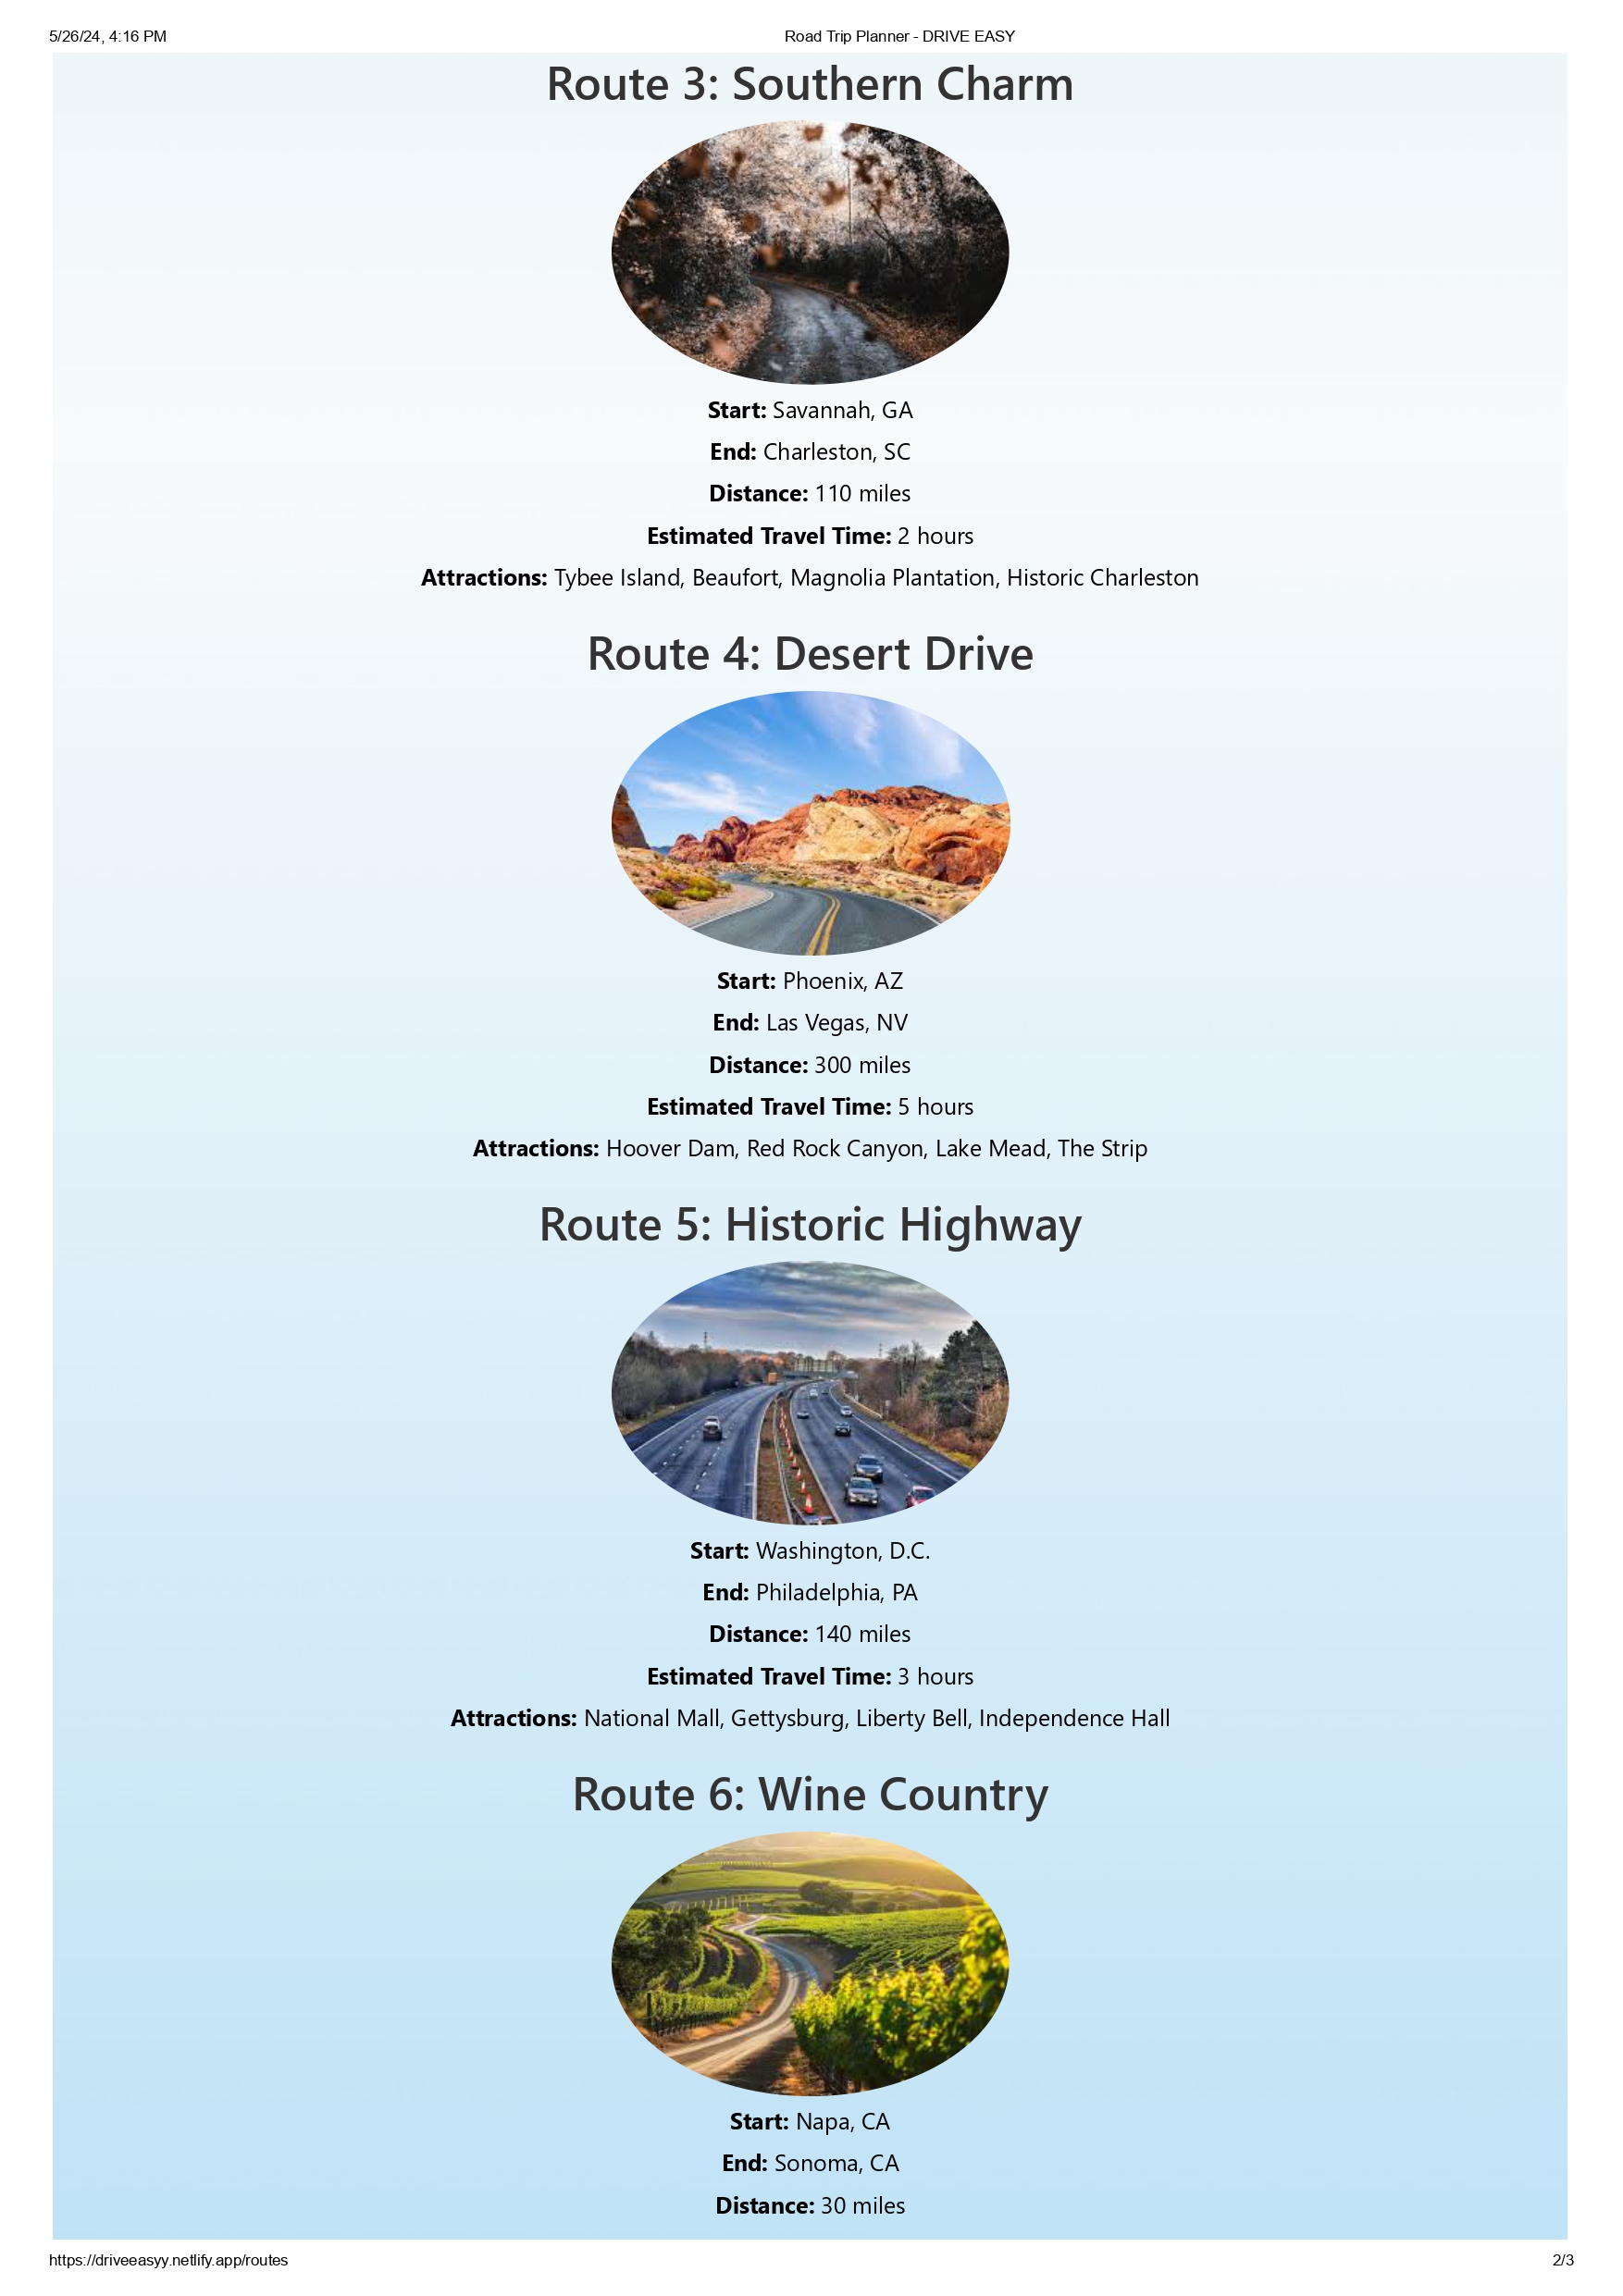 5/26/24, 4:16 PM
Road Trip Planner - DRIVE EASY
Route 3: Southern Charm
Start: Savannah, GA
End: Charleston, SC
Distance: 110 miles
Estimated Travel Time: 2 hours
Attractions: Tybee Island, Beaufort, Magnolia Plantation, Historic Charleston
Route 4: Desert Drive
Start: Phoenix, AZ
End: Las Vegas, NV
Distance: 300 miles
Estimated Travel Time: 5 hours
Attractions: Hoover Dam, Red Rock Canyon, Lake Mead, The Strip
Route 5: Historic Highway
Start: Washington, D.C.
End: Philadelphia, PA
Distance: 140 miles
Estimated Travel Time: 3 hours
Attractions: National Mall, Gettysburg, Liberty Bell, Independence Hall
Route 6: Wine Country
Start: Napa, CA
End: Sonoma, CA
Distance: 30 miles
https://driveeasyy.netlify.app/routes
2/3